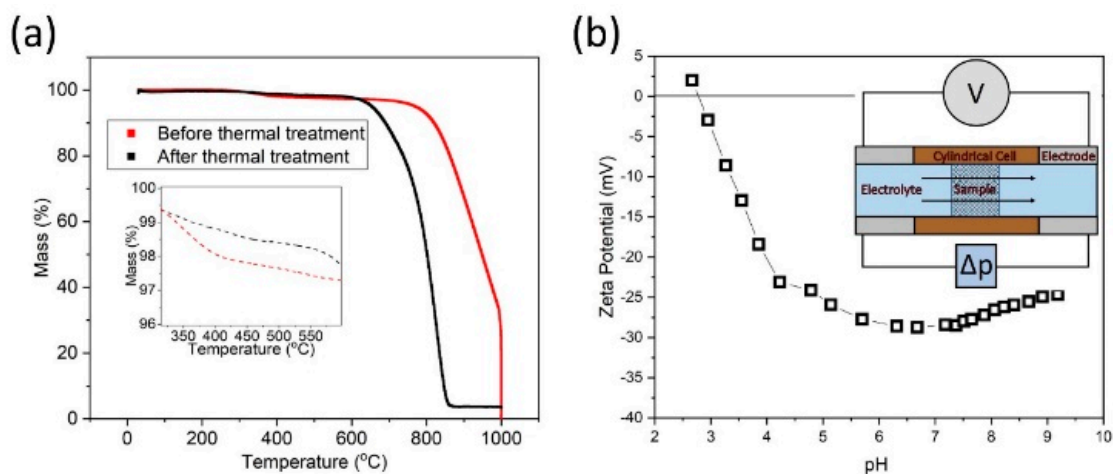 (a)
100
80
60
40
20
0
Mass (%)
0 200 400 600 800 1000
Temperature (°C)
Before thermal treatment
After thermal treatment
100
99
98
97
96
Mass (%)
350 400 450 500 550
Temperature (°C)
(b)
5
0
-5
-10
-15
-20
-25
-30
-35
-40
Zeta Potential (mV)
2 3 4 5 6 7 8 9 10
pH
V
Cylindrical Cell Electrode
Electrolyte Sample
Δp